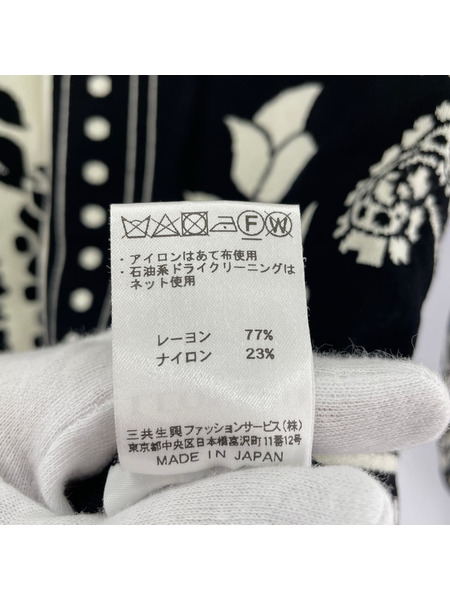 F W
・アイロンはあて布使用
・石油系ドライクリーニングは
ネット使用
レーヨン 77%
ナイロン 23%
三共生興ファッションサービス(株)
東京都中央区日本橋富沢町11番12号
MADE IN JAPAN